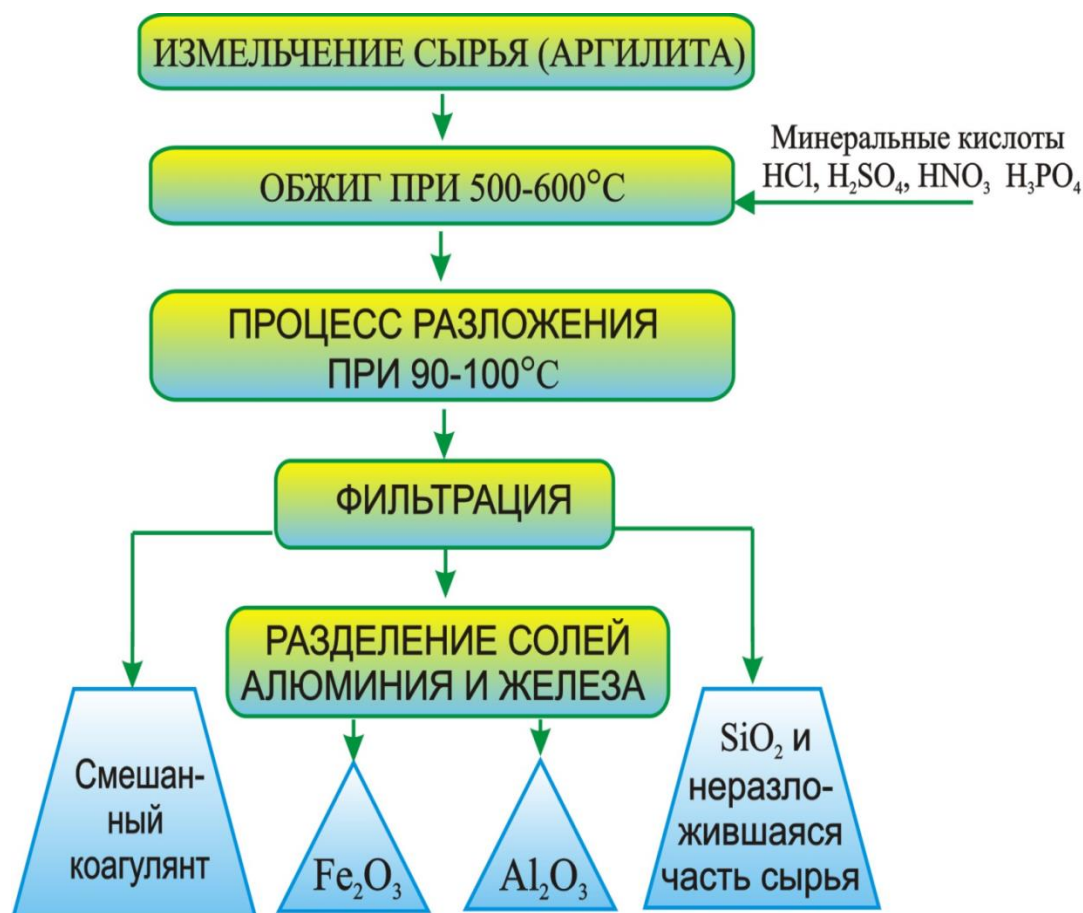 ИЗМЕЛЬЧЕНИЕ СЫРЬЯ (АРГИЛИТА)
Минеральные кислоты
HCl, H₂SO₄, HNO₃ H₃PO₄
ОБЖИГ ПРИ 500-600°C
ПРОЦЕСС РАЗЛОЖЕНИЯ
ПРИ 90-100°C
ФИЛЬТРАЦИЯ
РАЗДЕЛЕНИЕ СОЛЕЙ
АЛЮМИНИЯ И ЖЕЛЕЗА
Смешан-
ный
коагулянт
Fe₂O₃
Al₂O₃
SiO₂ и
неразло-
жившаяся
часть сырья